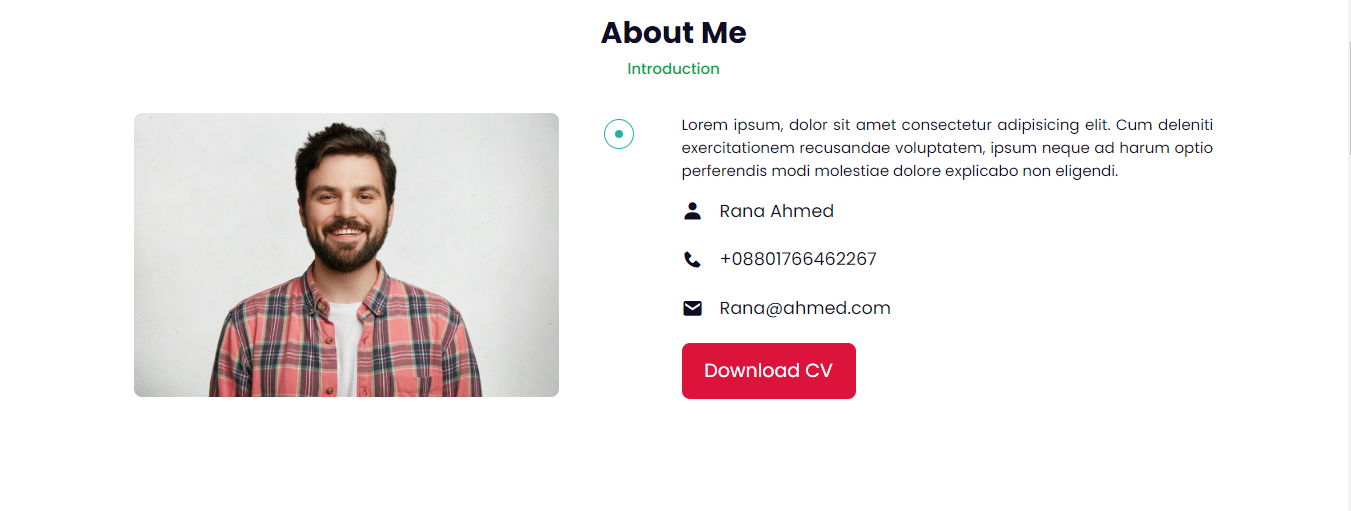 About Me
Introduction
Lorem ipsum, dolor sit amet consectetur adipisicing elit. Cum deleniti
exercitationem recusandae voluptatem, ipsum neque ad harum optio
perferendis modi molestiae dolore explicabo non eligendi.
Rana Ahmed
+08801766462267
Rana@ahmed.com
Download CV